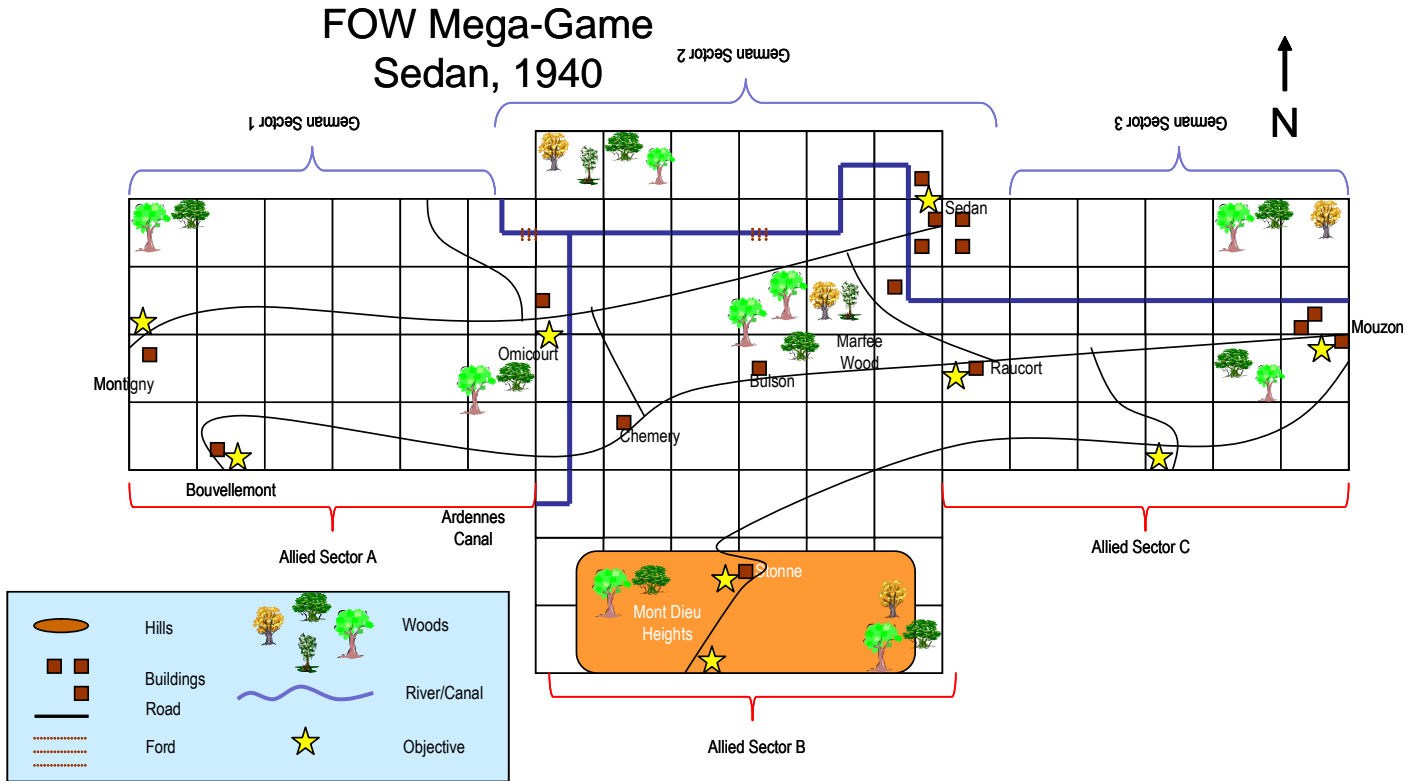 FOW Mega-Game
Sedan, 1940
German Sector 2
German Sector 1
German Sector 3
N
Sedan
Omicourt
Marfee
Wood
Mouzon
Montigny
Bulson
Raucort
Chemery
Bouvellemont
Ardennes
Canal
Allied Sector A
Allied Sector C
Stonne
Mont Dieu
Heights
Allied Sector B
Hills
Woods
Buildings
River/Canal
Road
Ford
Objective